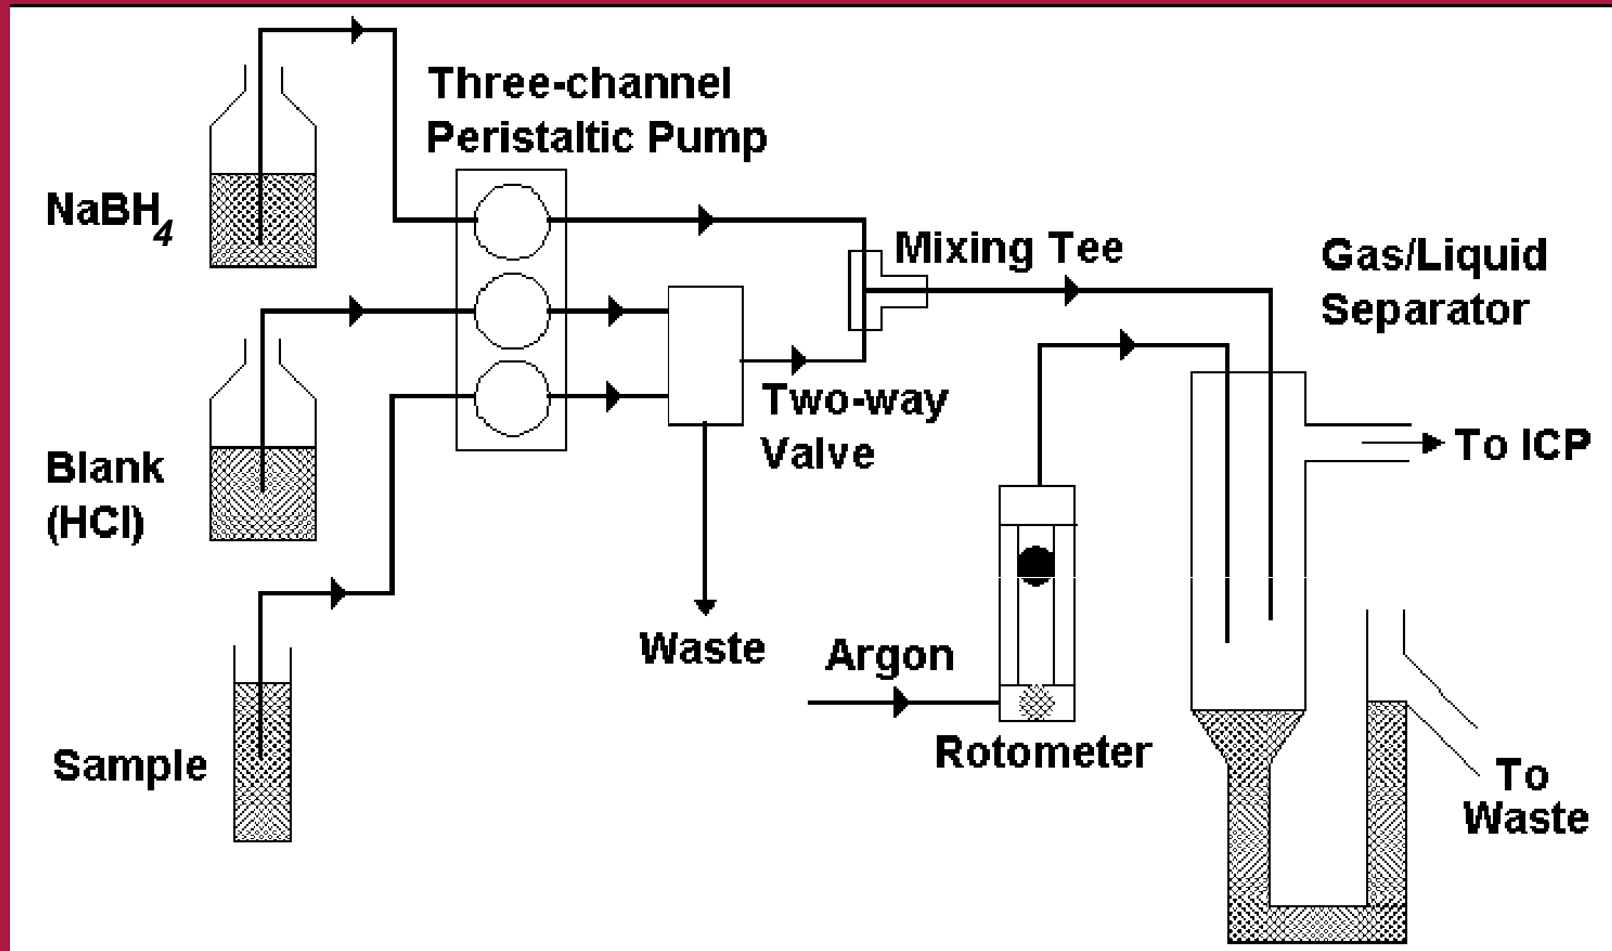 Three-channel
Peristaltic Pump
NaBH4
Mixing Tee
Gas/Liquid
Separator
Two-way
Valve
To ICP
Blank
(HCl)
Waste
Argon
Sample
Rotometer
To
Waste